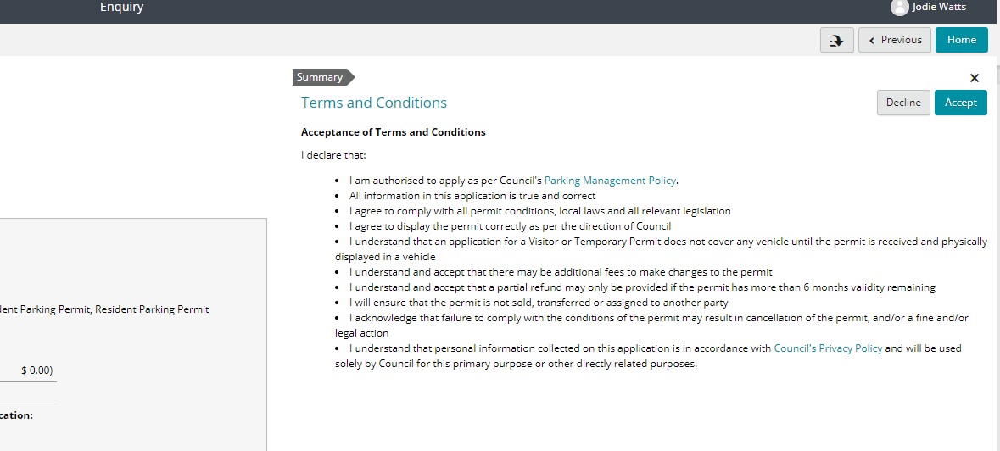 Enquiry
Jodie Watts
Previous
Home
Summary
Terms and Conditions
Decline
Accept
Acceptance of Terms and Conditions
I declare that:
• I am authorised to apply as per Council's Parking Management Policy.
• All information in this application is true and correct
• I agree to comply with all permit conditions, local laws and all relevant legislation
• I agree to display the permit correctly as per the direction of Council
• I understand that an application for a Visitor or Temporary Permit does not cover any vehicle until the permit is received and physically
displayed in a vehicle
• I understand and accept that there may be additional fees to make changes to the permit
• I understand and accept that a partial refund may only be provided if the permit has more than 6 months validity remaining
• I will ensure that the permit is not sold, transferred or assigned to another party
• I acknowledge that failure to comply with the conditions of the permit may result in cancellation of the permit, and/or a fine and/or
legal action
• I understand that personal information collected on this application is in accordance with Council's Privacy Policy and will be used
solely by Council for this primary purpose or other directly related purposes.
dent Parking Permit, Resident Parking Permit
$ 0.00)
cation: